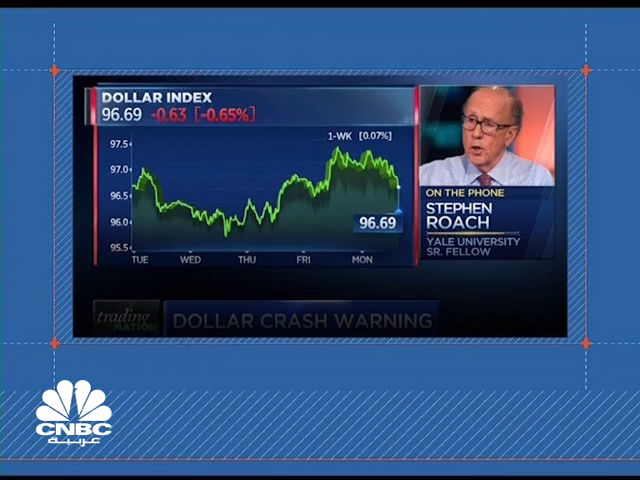 DOLLAR INDEX
96.69 -0.63 [-0.65%]
1-WK [0.07%]
97.5
97.0
96.5
96.0
95.5
96.69
TUE WED THU FRI MON
ON THE PHONE
STEPHEN
ROACH
YALE UNIVERSITY
SR. FELLOW
trading
NATION
DOLLAR CRASH WARNING
CNBC
عربية